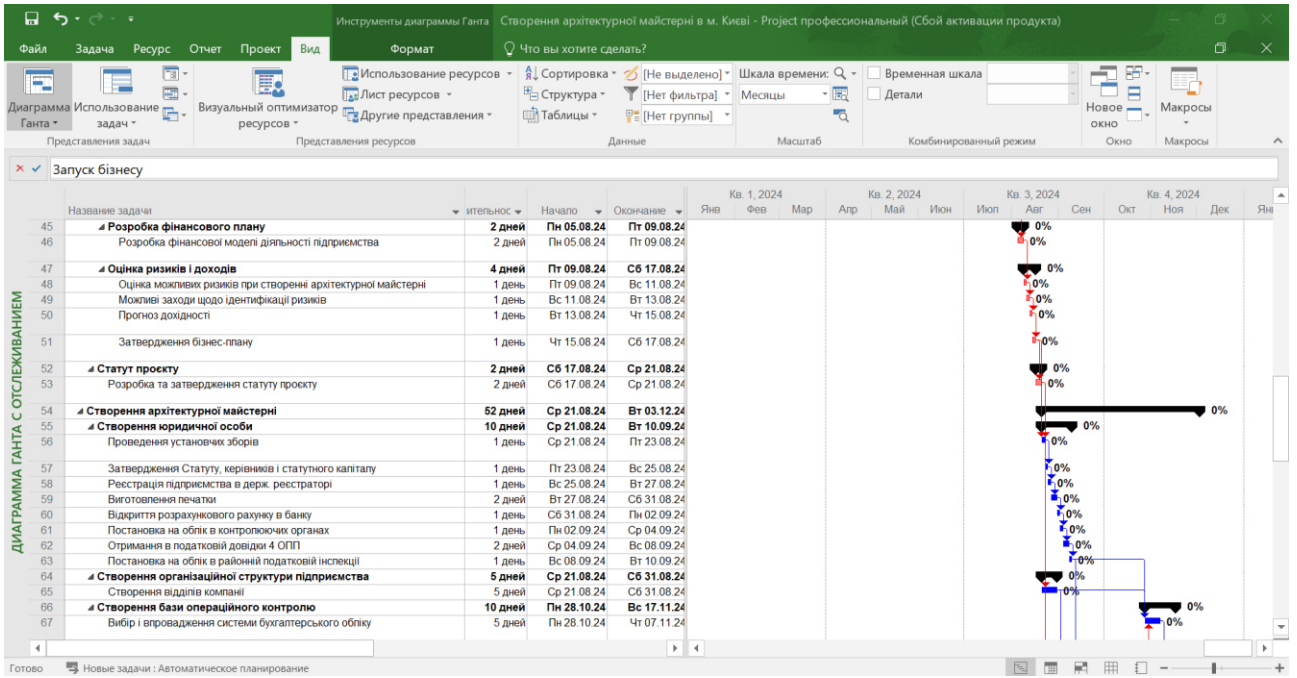 Инструменты диаграммы Ганта Створення архітектурної майстерні в м. Києві - Project профессиональный (Сбой активации продукта)
Файл Задача Ресурс Отчет Проект Вид Формат Что вы хотите сделать?
Диаграмма Ганта Использование задач Визуальный оптимизатор ресурсов Использование ресурсов Сортировка [Не выделено] Шкала времени: Временная шкала
Лист ресурсов Структура [Нет фильтра] Месяцы Детали Новое окно Макросы
Другие представления Таблицы [Нет группы]
Представления задач Представления ресурсов Данные Масштаб Комбинированный режим Окно Макросы
Запуск бізнесу
Кв. 1, 2024 Кв. 2, 2024 Кв. 3, 2024 Кв. 4, 2024
Название задачи ительнос Начало Окончание Янв Фев Мар Апр Май Июн Июл Авг Сен Окт Ноя Дек Янв
45 Розробка фінансового плану 2 дней Пн 05.08.24 Пт 09.08.24 0%
46 Розробка фінансової моделі діяльності підприємства 2 дней Пн 05.08.24 Пт 09.08.24 0%
47 Оцінка ризиків і доходів 4 дней Пт 09.08.24 Сб 17.08.24 0%
48 Оцінка можливих ризиків при створенні архітектурної майстерні 1 день Пт 09.08.24 Вс 11.08.24 0%
49 Можливі заходи щодо ідентифікації ризиків 1 день Вс 11.08.24 Вт 13.08.24 0%
50 Прогноз дохідності 1 день Вт 13.08.24 Чт 15.08.24 0%
51 Затвердження бізнес-плану 1 день Чт 15.08.24 Сб 17.08.24 0%
52 Статут проєкту 2 дней Сб 17.08.24 Ср 21.08.24 0%
53 Розробка та затвердження статуту проєкту 2 дней Сб 17.08.24 Ср 21.08.24 0%
54 Створення архітектурної майстерні 52 дней Ср 21.08.24 Вт 03.12.24 0%
55 Створення юридичної особи 10 дней Ср 21.08.24 Вт 10.09.24 0%
56 Проведення установчих зборів 1 день Ср 21.08.24 Пт 23.08.24 0%
57 Затвердження Статуту, керівників і статутного капіталу 1 день Пт 23.08.24 Вс 25.08.24 0%
58 Реєстрація підприємства в держ. реєстраторі 1 день Вс 25.08.24 Вт 27.08.24 0%
59 Виготовлення печатки 2 дней Вт 27.08.24 Сб 31.08.24 0%
60 Відкриття розрахункового рахунку в банку 1 день Сб 31.08.24 Пн 02.09.24 0%
61 Постановка на облік в контролюючих органах 1 день Пн 02.09.24 Ср 04.09.24 0%
62 Отримання в податковій довідки 4 ОПП 2 дней Ср 04.09.24 Вс 08.09.24 0%
63 Постановка на облік в районній податковій інспекції 1 день Вс 08.09.24 Вт 10.09.24 0%
64 Створення організаційної структури підприємства 5 дней Ср 21.08.24 Сб 31.08.24 0%
65 Створення відділів компанії 5 дней Ср 21.08.24 Сб 31.08.24 0%
66 Створення бази операційного контролю 10 дней Пн 28.10.24 Вс 17.11.24 0%
67 Вибір і впровадження системи бухгалтерського обліку 5 дней Пн 28.10.24 Чт 07.11.24 0%
ДИАГРАММА ГАНТА С ОТСЛЕЖИВАНИЕМ
Готово Новые задачи : Автоматическое планирование